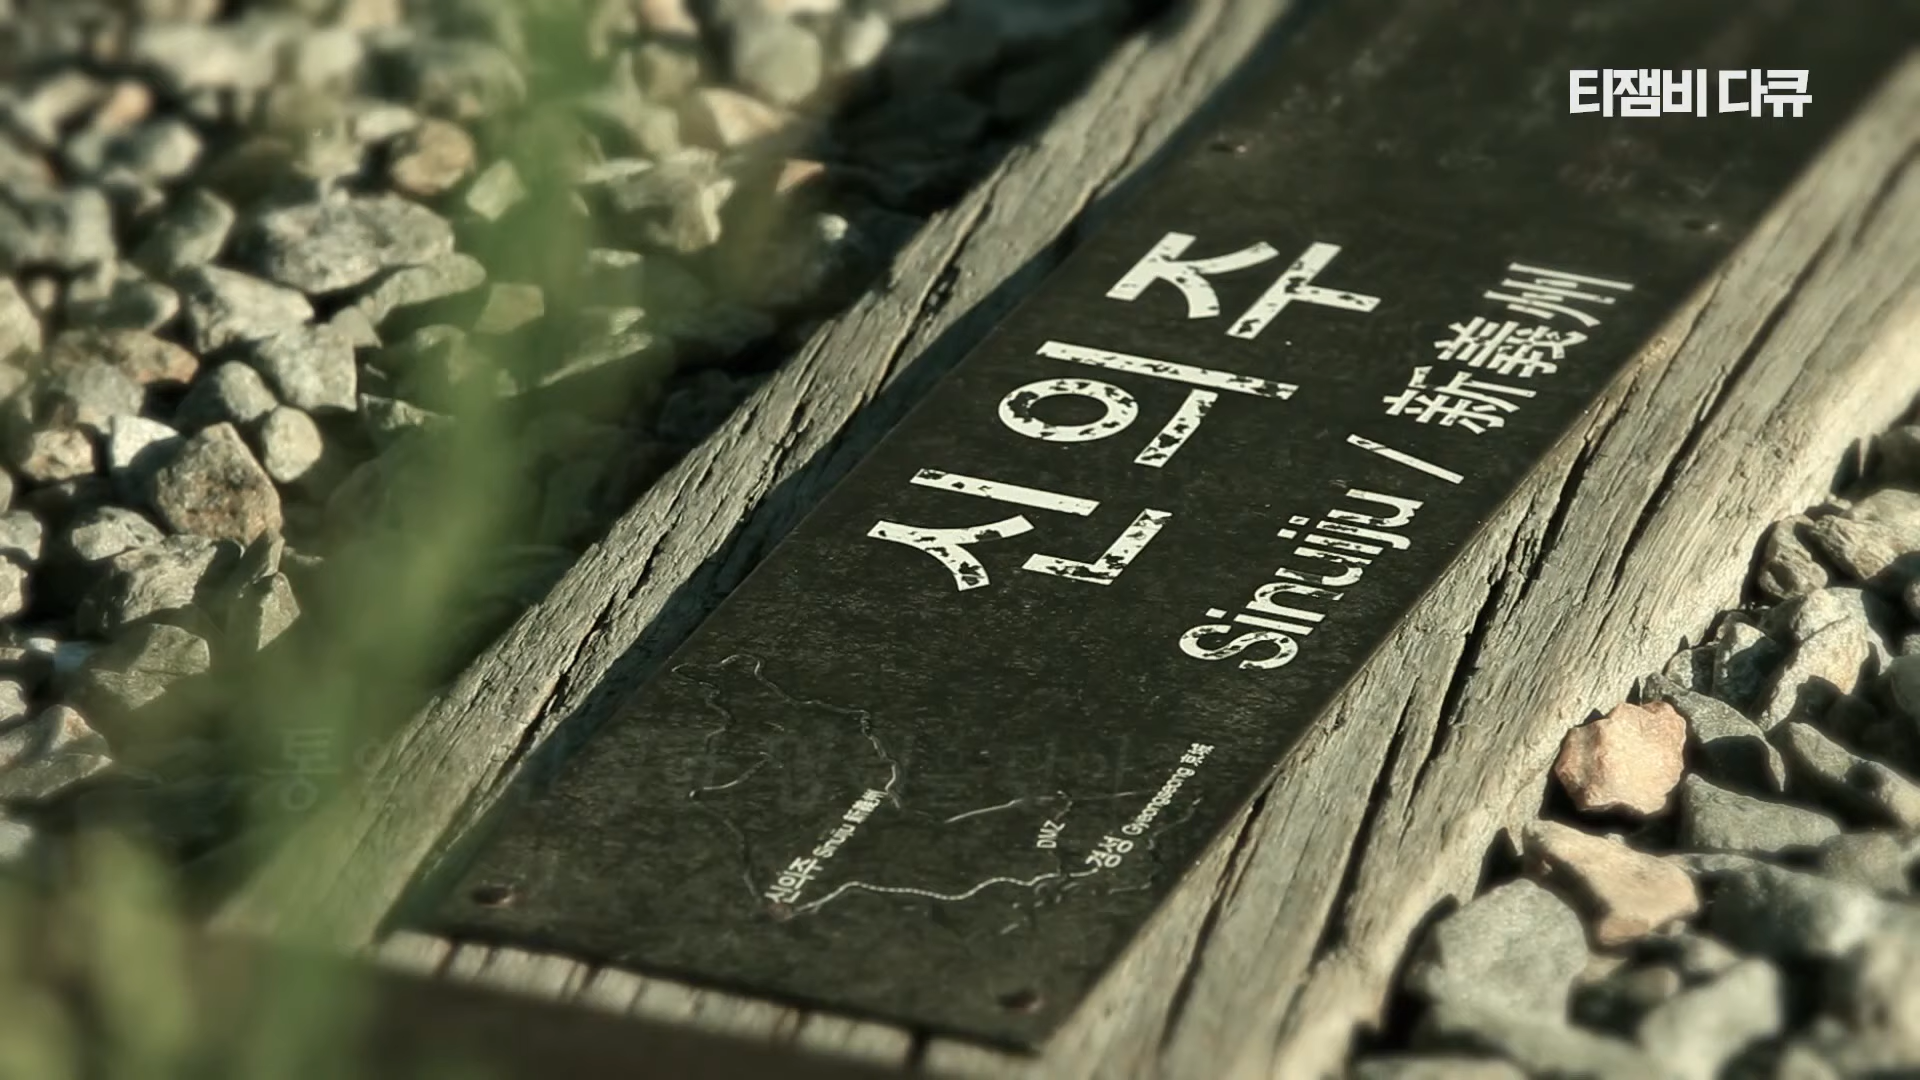 티잼비 다큐
신의주
Sinuiju / 新義州
신의주 Sinuiju 新義州
DMZ
경성 Gyeongseong 京城